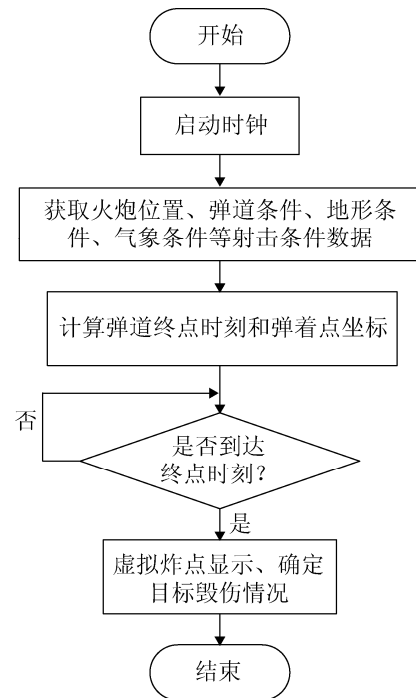 开始
启动时钟
获取火炮位置、弹道条件、地形条
件、气象条件等射击条件数据
计算弹道终点时刻和弹着点坐标
否
是否到达
终点时刻？
是
虚拟炸点显示、确定
目标毁伤情况
结束